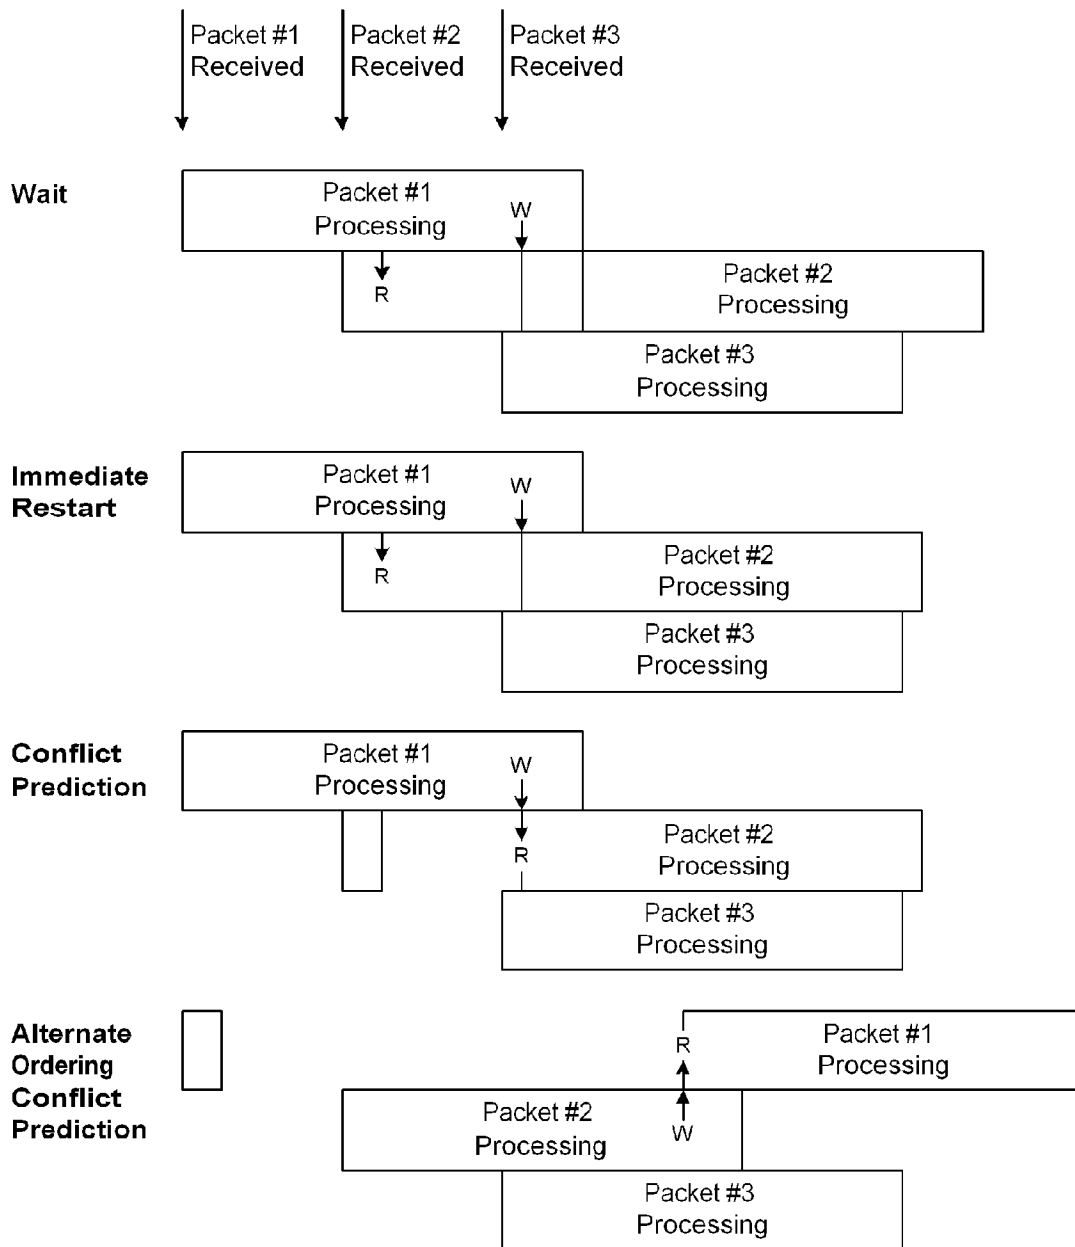 Packet #1
Received
Packet #2
Received
Packet #3
Received
Wait
Packet #1
Processing
W
R
Packet #2
Processing
Packet #3
Processing
Immediate
Restart
Packet #1
Processing
W
R
Packet #2
Processing
Packet #3
Processing
Conflict
Prediction
Packet #1
Processing
W
R
Packet #2
Processing
Packet #3
Processing
Alternate
Ordering
Conflict
Prediction
R
Packet #1
Processing
Packet #2
Processing
W
Packet #3
Processing